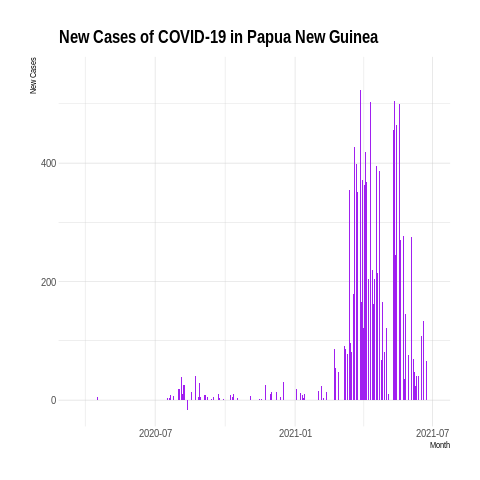 New Cases of COVID-19 in Papua New Guinea
New Cases
400
200
0
2020-07
2021-01
2021-07
Month